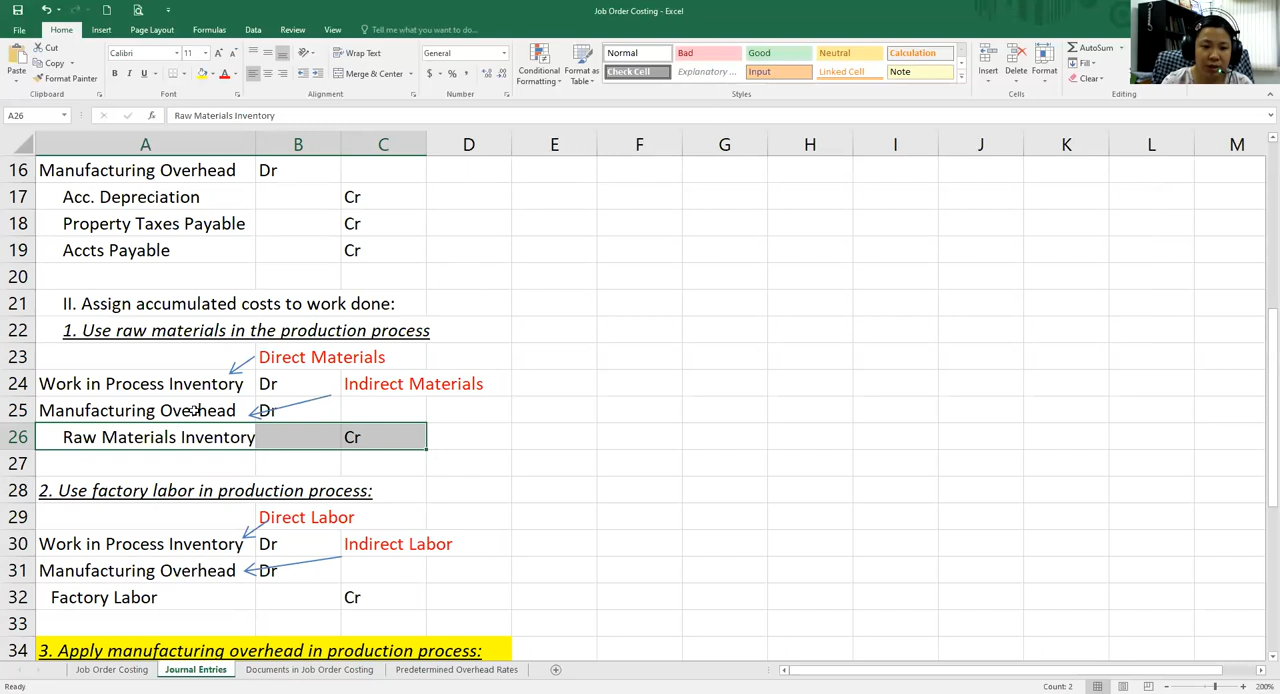 Job Order Costing - Excel
File Home Insert Page Layout Formulas Data Review View Tell me what you want to do...
Paste Cut Copy Format Painter
Calibri 11 A A
B I U A
Wrap Text
Merge & Center
General
$ % ,
Conditional Formatting Format as Table
Normal Bad Good Neutral Calculation
Check Cell Explanatory ... Input Linked Cell Note
Insert Delete Format
AutoSum Fill Clear
Clipboard Font Alignment Number Styles Cells Editing
A26 fx Raw Materials Inventory
A B C D E F G H I J K L M
16 Manufacturing Overhead Dr
17 Acc. Depreciation Cr
18 Property Taxes Payable Cr
19 Accts Payable Cr
20
21 II. Assign accumulated costs to work done:
22 1. Use raw materials in the production process
23 Direct Materials
24 Work in Process Inventory Dr Indirect Materials
25 Manufacturing Overhead Dr
26 Raw Materials Inventory Cr
27
28 2. Use factory labor in production process:
29 Direct Labor
30 Work in Process Inventory Dr Indirect Labor
31 Manufacturing Overhead Dr
32 Factory Labor Cr
33
34 3. Apply manufacturing overhead in production process:
Job Order Costing Journal Entries Documents in Job Order Costing Predetermined Overhead Rates
Ready Count: 2 200%